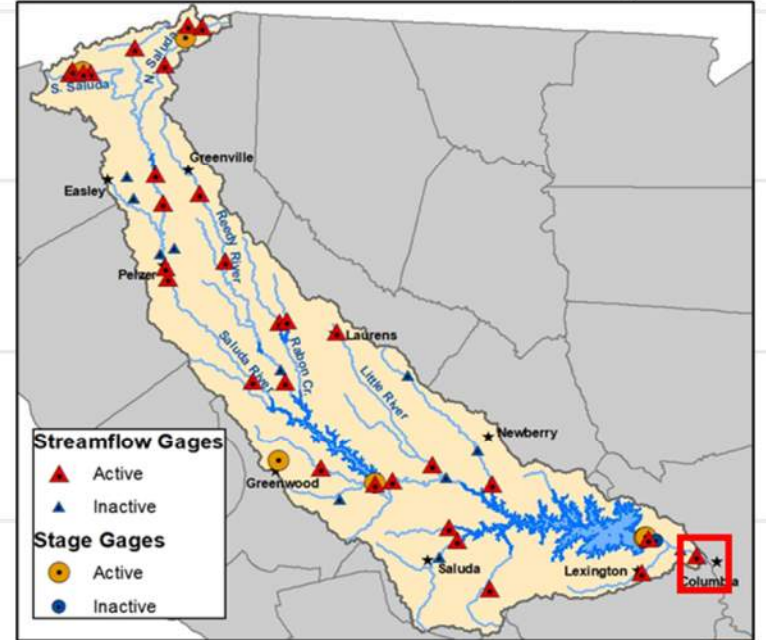 N. Saluda
S. Saluda
Greenville
Easley
Reedy River
Pelzer
Laurens
Saluda River
Rabon Cr.
Little River
Newberry
Greenwood
Saluda
Lexington
Columbia
Streamflow Gages
Active
Inactive
Stage Gages
Active
Inactive